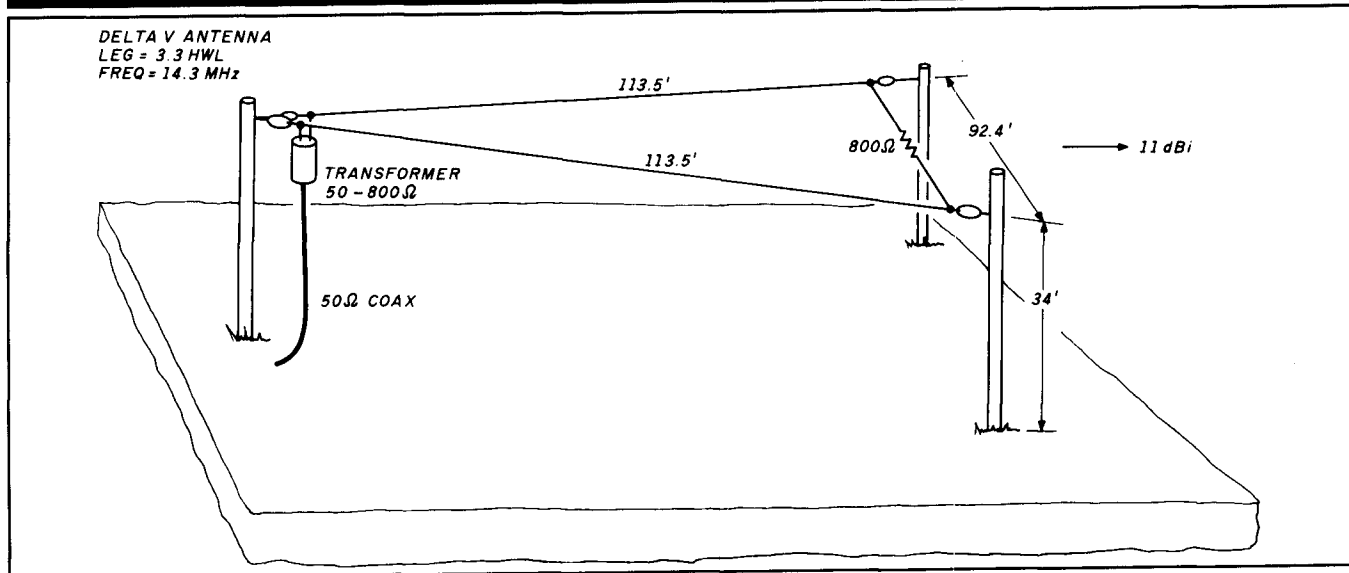 DELTA V ANTENNA
LEG = 3.3 HWL
FREQ = 14.3 MHz
113.5'
92.4'
800Ω
11 dBi
113.5'
TRANSFORMER
50-800Ω
50Ω COAX
34'